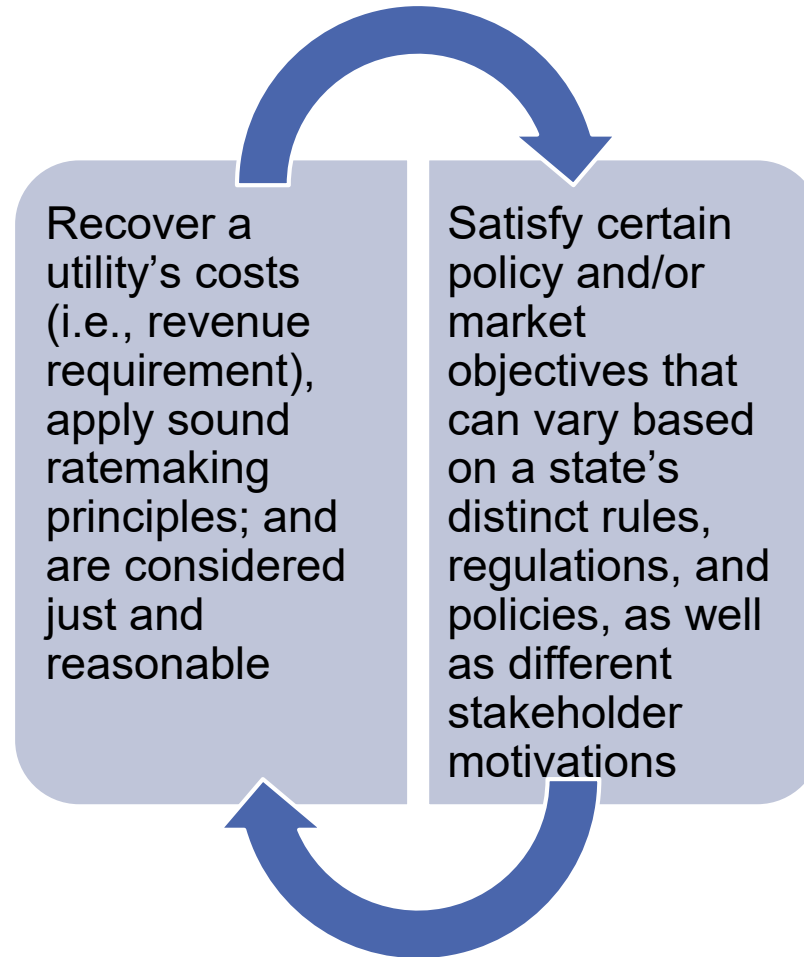 Recover a
utility’s costs
(i.e., revenue
requirement),
apply sound
ratemaking
principles; and
are considered
just and
reasonable
Satisfy certain
policy and/or
market
objectives that
can vary based
on a state’s
distinct rules,
regulations, and
policies, as well
as different
stakeholder
motivations